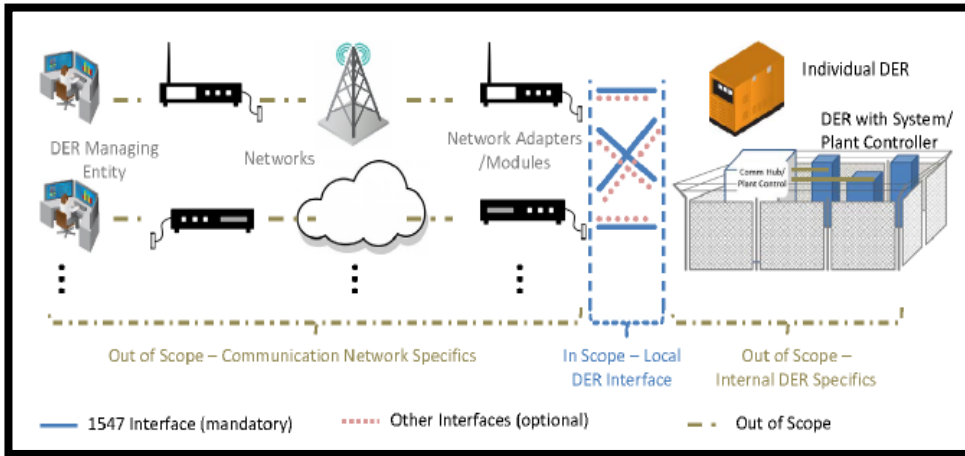 Individual DER
DER with System/
Plant Controller
DER Managing
Entity
Networks
Network Adapters
/Modules
Comm Hub/
Plant Control
Out of Scope – Communication Network Specifics
In Scope – Local
DER Interface
Out of Scope –
Internal DER Specifics
1547 Interface (mandatory)
Other Interfaces (optional)
Out of Scope